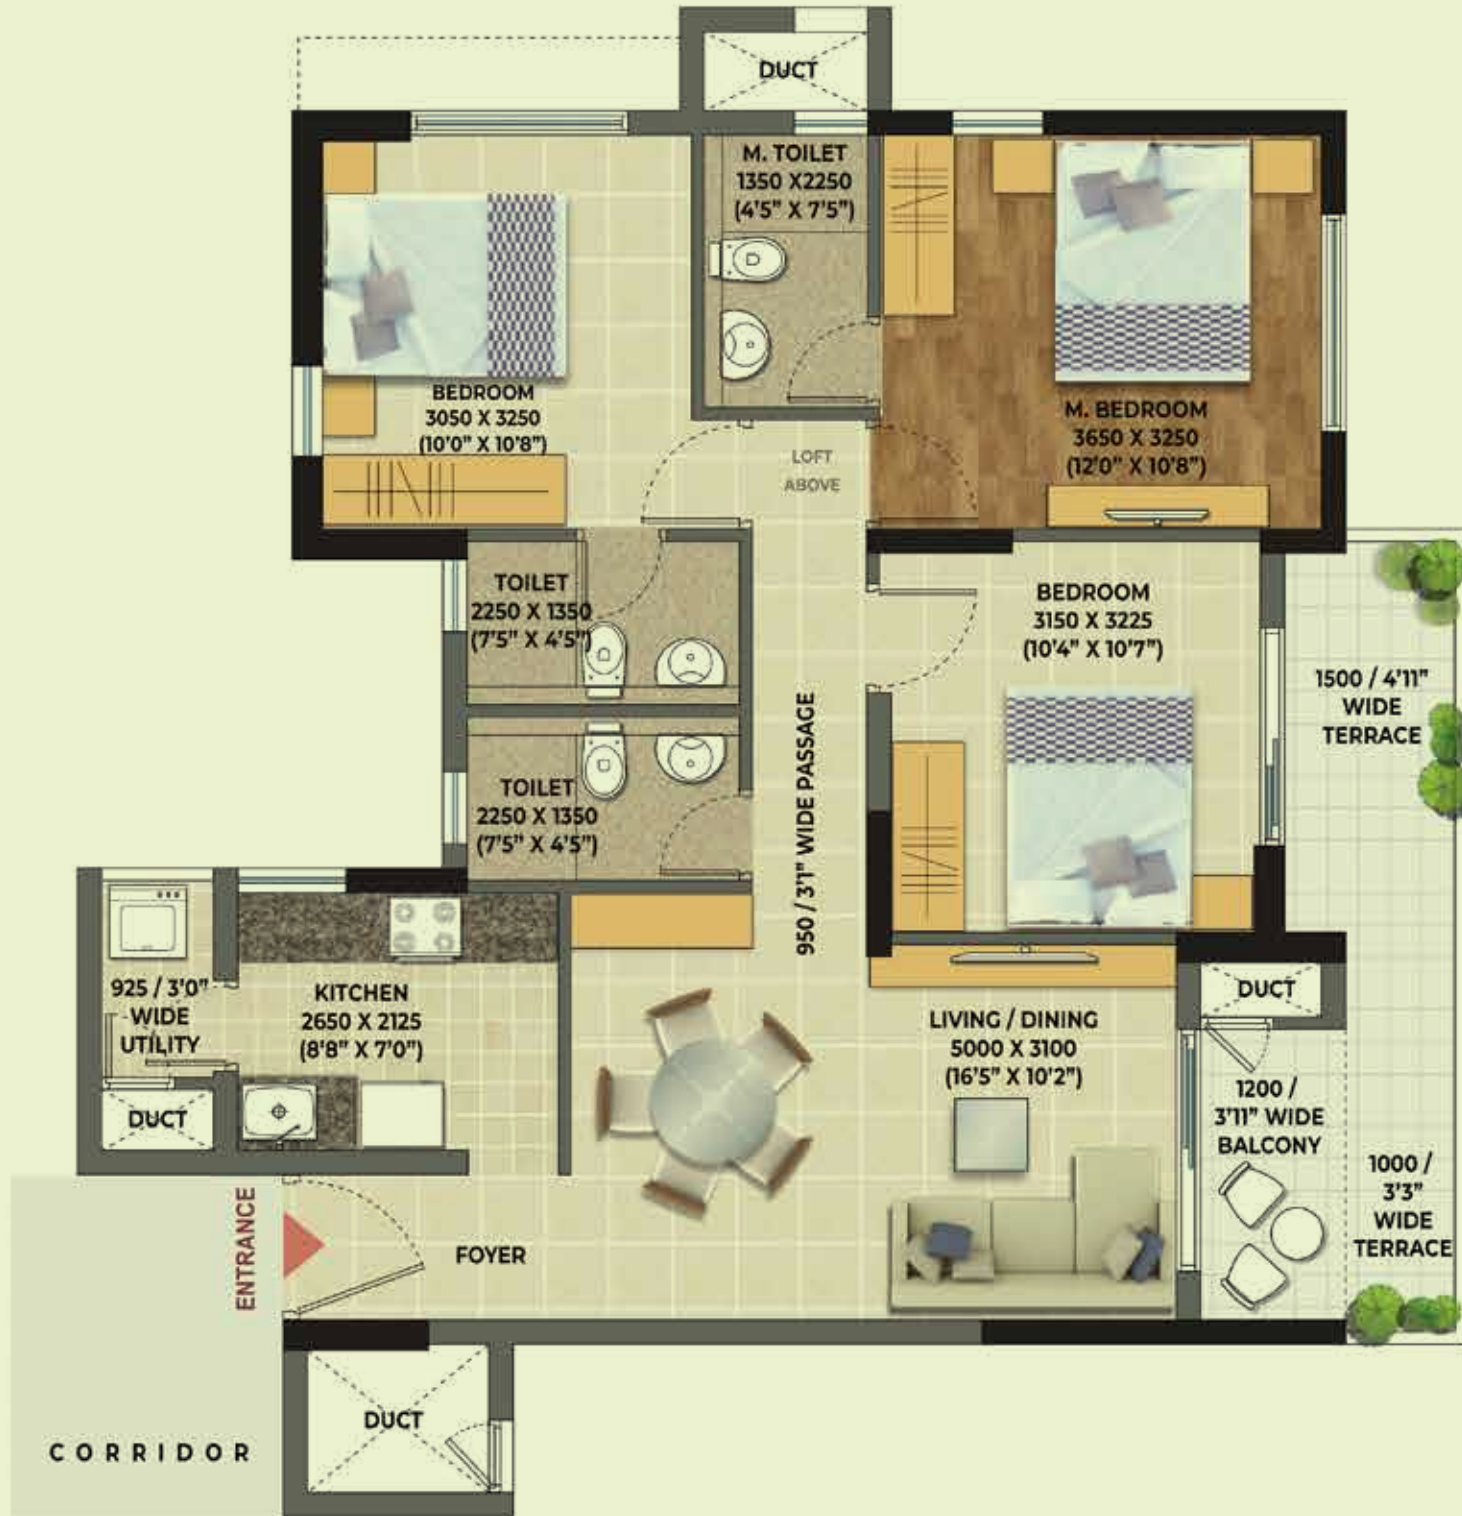 DUCT
M. TOILET
1350 X2250
(4'5" X 7'5")
BEDROOM
3050 X 3250
(10'0" X 10'8")
LOFT
ABOVE
M. BEDROOM
3650 X 3250
(12'0" X 10'8")
TOILET
2250 X 1350
(7'5" X 4'5")
BEDROOM
3150 X 3225
(10'4" X 10'7")
1500 / 4'11"
WIDE
TERRACE
TOILET
2250 X 1350
(7'5" X 4'5")
950 / 3'1" WIDE PASSAGE
925 / 3'0"
WIDE
UTILITY
KITCHEN
2650 X 2125
(8'8" X 7'0")
LIVING / DINING
5000 X 3100
(16'5" X 10'2")
DUCT
DUCT
1200 /
3'11" WIDE
BALCONY
1000 /
3'3"
WIDE
TERRACE
ENTRANCE
FOYER
DUCT
CORRIDOR